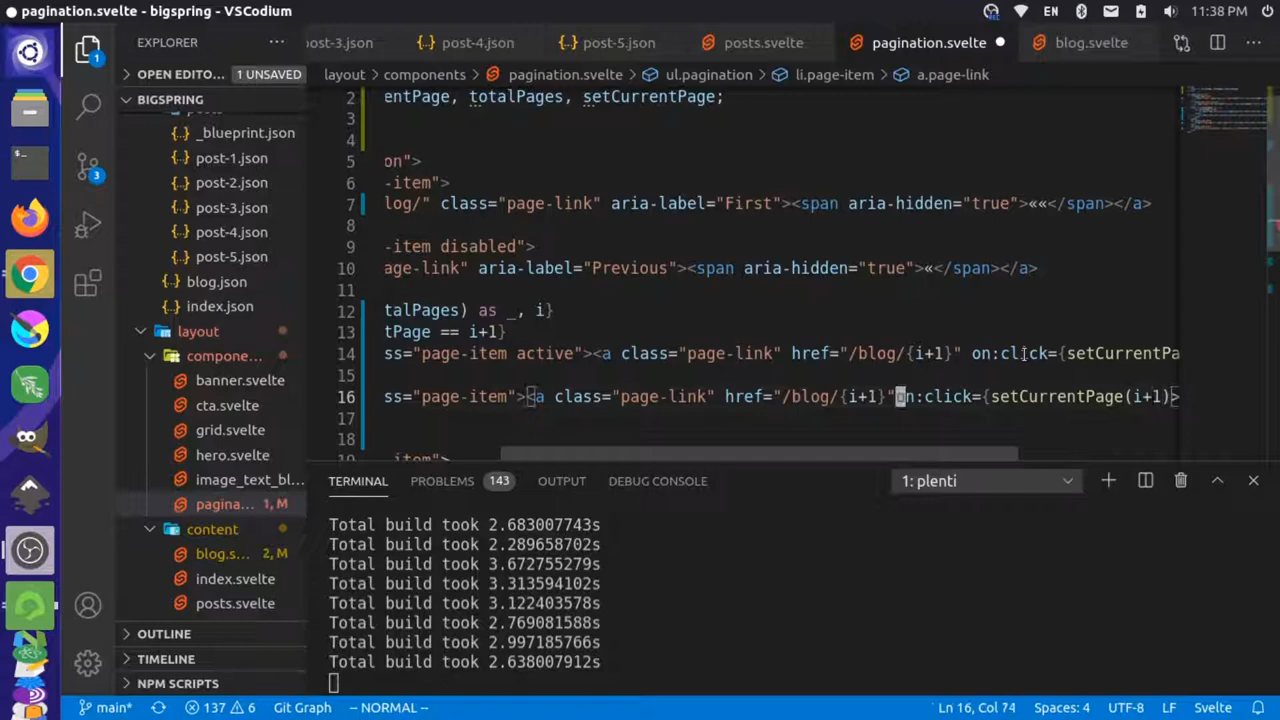 pagination.svelte - bigspring - VSCodium
EN
11:38 PM
EXPLORER
post-3.json
post-4.json
post-5.json
posts.svelte
pagination.svelte
blog.svelte
OPEN EDITO... 1 UNSAVED
layout > components > pagination.svelte > ul.pagination > li.page-item > a.page-link
BIGSPRING
posts
_blueprint.json
post-1.json
post-2.json
post-3.json
post-4.json
post-5.json
blog.json
index.json
layout
compone...
banner.svelte
cta.svelte
grid.svelte
hero.svelte
image_text_bl...
pagina... 1, M
content
blog.s... 2, M
index.svelte
posts.svelte
OUTLINE
TIMELINE
NPM SCRIPTS
1
3
2 entPage, totalPages, setCurrentPage;
3
4
5 on">
6 -item">
7 log/" class="page-link" aria-label="First"><span aria-hidden="true">««</span></a>
8
9 -item disabled">
10 age-link" aria-label="Previous"><span aria-hidden="true">«</span></a>
11
12 talPages) as _, i}
13 tPage == i+1}
14 ss="page-item active"><a class="page-link" href="/blog/{i+1}" on:click={setCurrentPa
15
16 ss="page-item"><a class="page-link" href="/blog/{i+1}"on:click={setCurrentPage(i+1)>
17
18
19 item">
TERMINAL PROBLEMS 143 OUTPUT DEBUG CONSOLE 1: plenti
Total build took 2.683007743s
Total build took 2.289658702s
Total build took 3.672755279s
Total build took 3.313594102s
Total build took 3.122403578s
Total build took 2.769081588s
Total build took 2.997185766s
Total build took 2.638007912s
main* 137 6 Git Graph -- NORMAL -- Ln 16, Col 74 Spaces: 4 UTF-8 LF Svelte